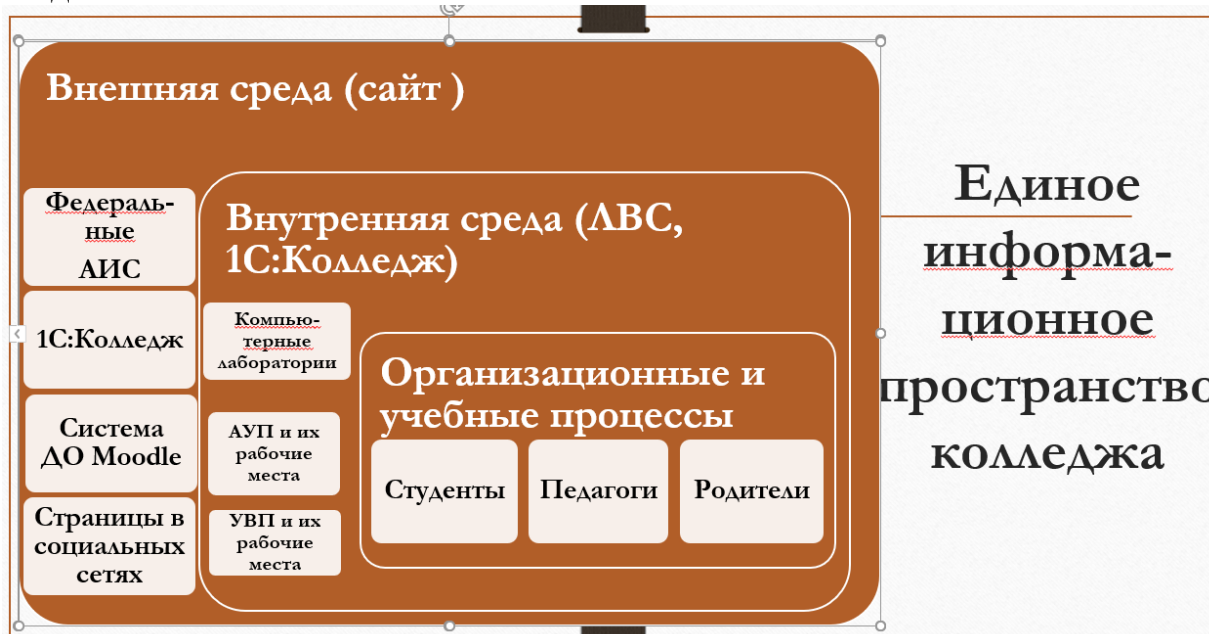 Внешняя среда (сайт )
Федераль-
ные
АИС
1С:Колледж
Система
ДО Moodle
Страницы в
социальных
сетях
Внутренняя среда (ЛВС,
1С:Колледж)
Компью-
терные
лаборатории
АУП и их
рабочие
места
УВП и их
рабочие
места
Организационные и
учебные процессы
Студенты
Педагоги
Родители
Единое
информа-
ционное
пространство
колледжа